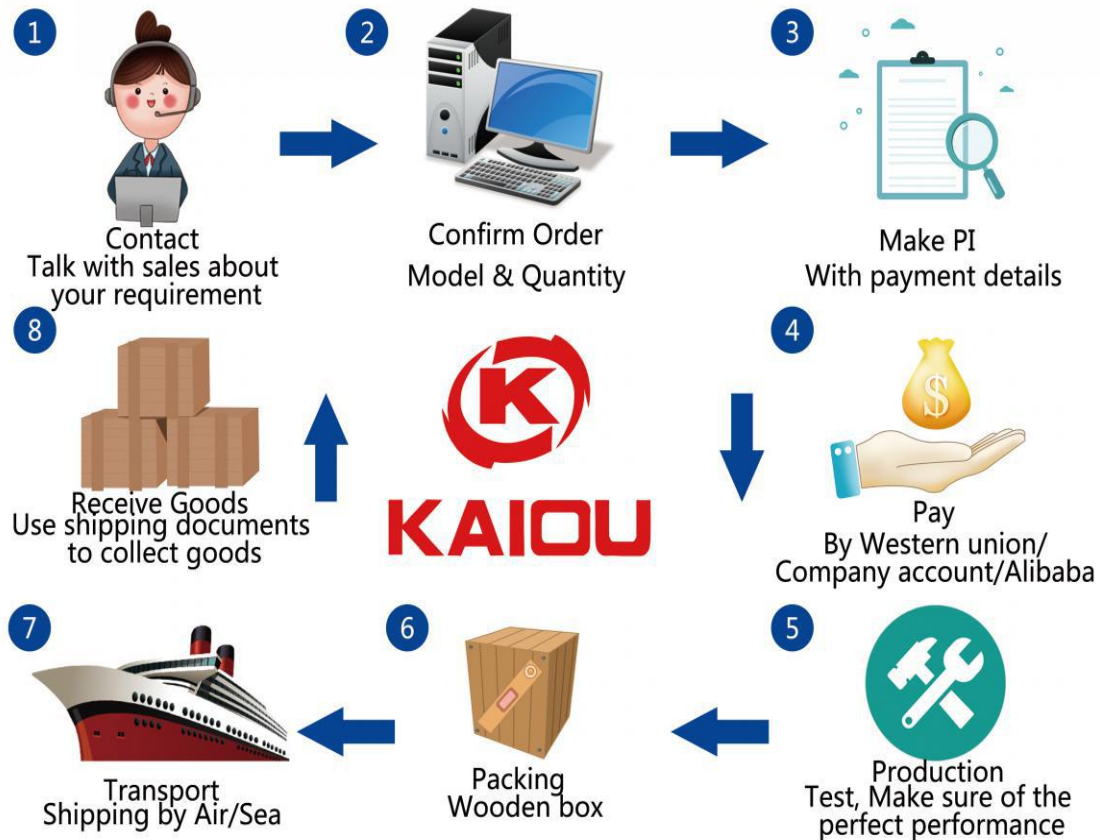 1
Contact
Talk with sales about
your requirement
2
Confirm Order
Model & Quantity
3
Make PI
With payment details
4
$
Pay
By Western union/
Company account/Alibaba
5
Production
Test, Make sure of the
perfect performance
6
Packing
Wooden box
7
Transport
Shipping by Air/Sea
8
Receive Goods
Use shipping documents
to collect goods
K
KAIOU